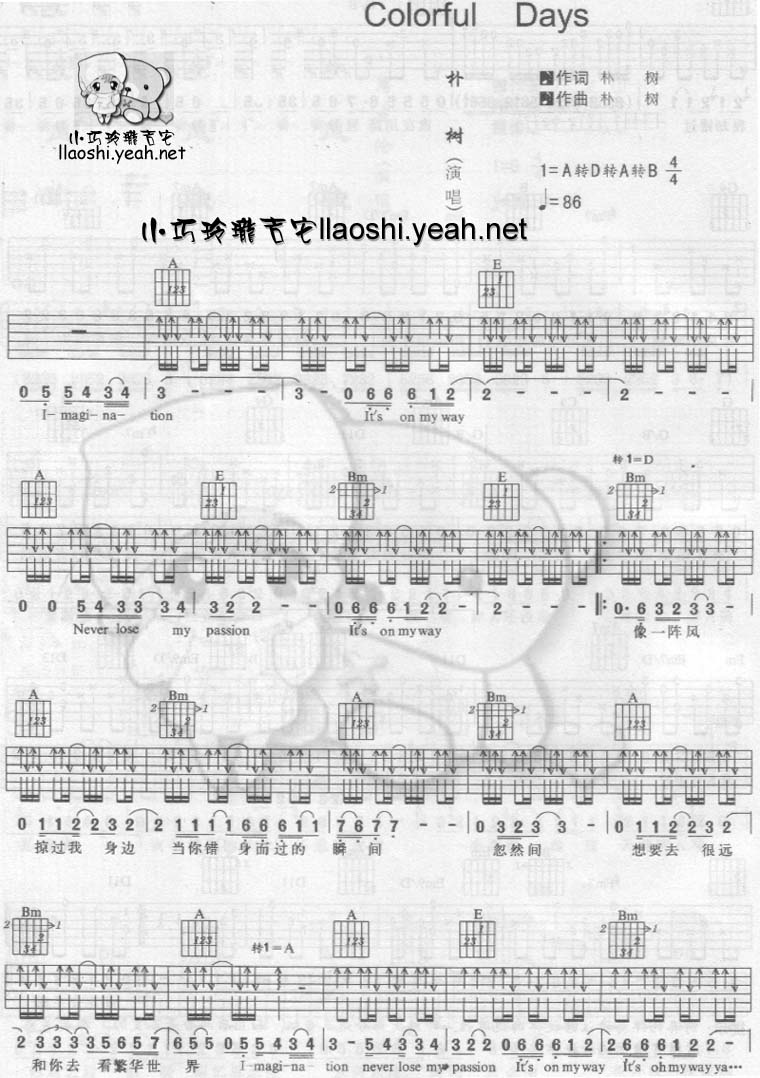 Colorful Days
朴树(演唱)
作词 朴 树
作曲 朴 树
1=A转D转A转B 4/4
♩=86
小巧玲珑吉它
llaoshi.yeah.net
小巧玲珑吉它llaoshi.yeah.net
A E
0 5 5 4 3 4 3 - - - 3 - 0 6 6 6 1 2 2 - - - 2 - - -
I- magi- na- tion It's on my way
转1=D
A E Bm E Bm
0 0 5 4 3 3 3 4 3 2 2 - - 0 6 6 6 1 2 2 - 2 - - - 0· 6 3 2 3 3 -
Never lose my passion It's on my way 像一阵风
A Bm A Bm A
0 1 1 2 2 2 3 2 2 1 1 1 1 6 6 6 1 1 7 6 7 7 - - 0 3 2 3 3 - 0 1 1 2 2 2 3 2
掠过我 身边 当你错 身面过的 瞬 间 忽然间 想要去 很远
Bm A 转1=A A E Bm
2 3 3 3 3 5 6 5 7 6 5 5 0 5 5 4 3 4 3 - 5 4 3 3 3 4 3 2 2 0 6 6 6 1 2 2 0 6 6 6 1 2
和你去 看繁华世 界 I-magi-na- tion never lose my passion It's on my way It's oh my way ya…